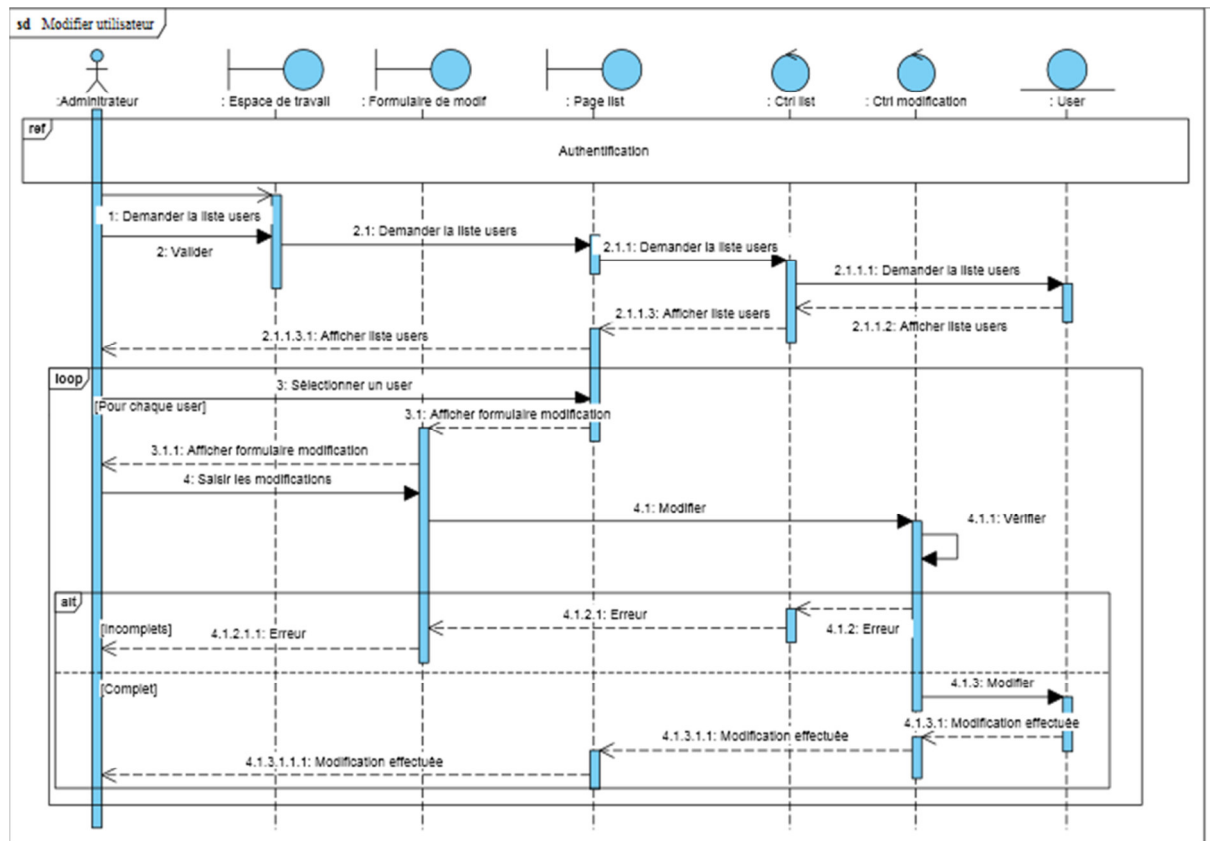 sd Modifier utilisateur
:Adminitrateur
: Espace de travail
: Formulaire de modif
: Page list
: Ctrl list
: Ctrl modification
: User
ref
Authentification
1: Demander la liste users
2: Valider
2.1: Demander la liste users
2.1.1: Demander la liste users
2.1.1.1: Demander la liste users
2.1.1.2: Afficher liste users
2.1.1.3: Afficher liste users
2.1.1.3.1: Afficher liste users
loop
[Pour chaque user]
3: Sélectionner un user
3.1: Afficher formulaire modification
3.1.1: Afficher formulaire modification
4: Saisir les modifications
4.1: Modifier
4.1.1: Vérifier
alt
[Incomplets]
4.1.2: Erreur
4.1.2.1: Erreur
4.1.2.1.1: Erreur
[Complet]
4.1.3: Modifier
4.1.3.1: Modification effectuée
4.1.3.1.1: Modification effectuée
4.1.3.1.1.1: Modification effectuée